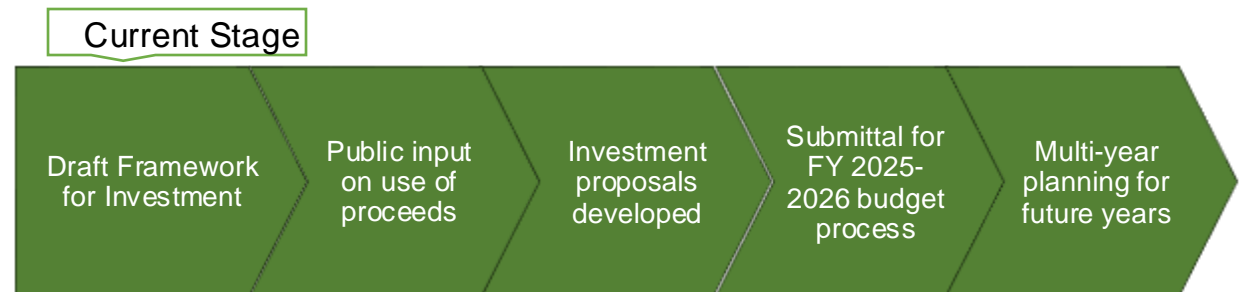 Current Stage
Draft Framework
for Investment
Public input
on use of
proceeds
Investment
proposals
developed
Submittal for
FY 2025-
2026 budget
process
Multi-year
planning for
future years